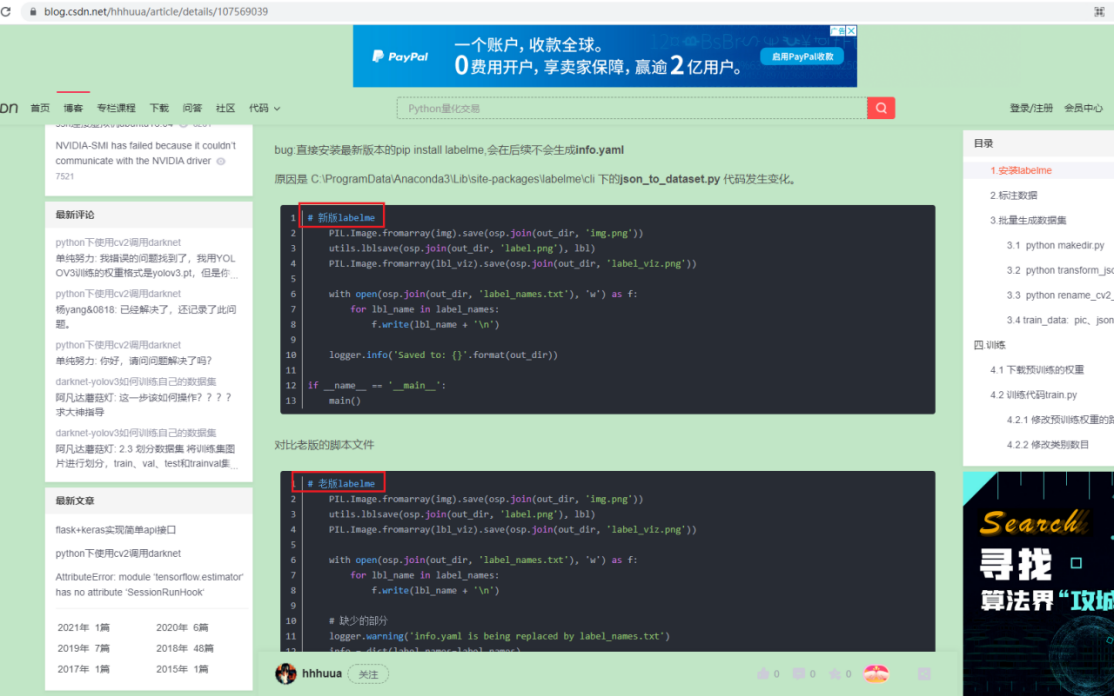 blog.csdn.net/hhhuua/article/details/107569039
PayPal
一个账户,收款全球。
0费用开户,享卖家保障,赢逾2亿用户。
启用PayPal收款
广告
首页 博客 专栏课程 下载 问答 社区 代码
Python量化交易
登录/注册 会员中心
NVIDIA-SMI has failed because it couldn't
communicate with the NVIDIA driver
7521
最新评论
python下使用cv2调用darknet
单纯努力: 我错误的问题找到了，我用YOL
OV3训练的权重格式是yolov3.pt，但是你...
python下使用cv2调用darknet
杨yang&0818: 已经解决了，还记录了此问
题。
python下使用cv2调用darknet
单纯努力: 你好，请问问题解决了吗?
darknet-yolov3如何训练自己的数据集
阿凡达蘑菇灯: 这一步该如何操作? ? ? ?
求大神指导
darknet-yolov3如何训练自己的数据集
阿凡达蘑菇灯: 2.3 划分数据集 将训练集图
片进行划分，train、val、test和trainval集...
最新文章
flask+keras实现简单api接口
python下使用cv2调用darknet
AttributeError: module 'tensorflow.estimator'
has no attribute 'SessionRunHook'
2021年 1篇 2020年 6篇
2019年 7篇 2018年 48篇
2017年 1篇 2015年 1篇
bug:直接安装最新版本的pip install labelme,会在后续不会生成info.yaml
原因是 C:\ProgramData\Anaconda3\Lib\site-packages\labelme\cli 下的json_to_dataset.py 代码发生变化。
1 # 新版labelme
2 PIL.Image.fromarray(img).save(osp.join(out_dir, 'img.png'))
3 utils.lblsave(osp.join(out_dir, 'label.png'), lbl)
4 PIL.Image.fromarray(lbl_viz).save(osp.join(out_dir, 'label_viz.png'))
5
6 with open(osp.join(out_dir, 'label_names.txt'), 'w') as f:
7 for lbl_name in label_names:
8 f.write(lbl_name + '\n')
9
10 logger.info('Saved to: {}'.format(out_dir))
11
12 if __name__ == '__main__':
13 main()
对比老版的脚本文件
1 # 老版labelme
2 PIL.Image.fromarray(img).save(osp.join(out_dir, 'img.png'))
3 utils.lblsave(osp.join(out_dir, 'label.png'), lbl)
4 PIL.Image.fromarray(lbl_viz).save(osp.join(out_dir, 'label_viz.png'))
5
6 with open(osp.join(out_dir, 'label_names.txt'), 'w') as f:
7 for lbl_name in label_names:
8 f.write(lbl_name + '\n')
9
10 # 缺少的部分
11 logger.warning('info.yaml is being replaced by label_names.txt')
12 info = dict(label_names=label_names)
hhhuua 关注
0 0 0
目录
1.安装labelme
2.标注数据
3.批量生成数据集
3.1 python makedir.py
3.2 python transform_jso
3.3 python rename_cv2_
3.4 train_data: pic、json
四.训练
4.1 下载预训练的权重
4.2 训练代码train.py
4.2.1 修改预训练权重的路
4.2.2 修改类别数目
Search
寻找
算法界“攻城